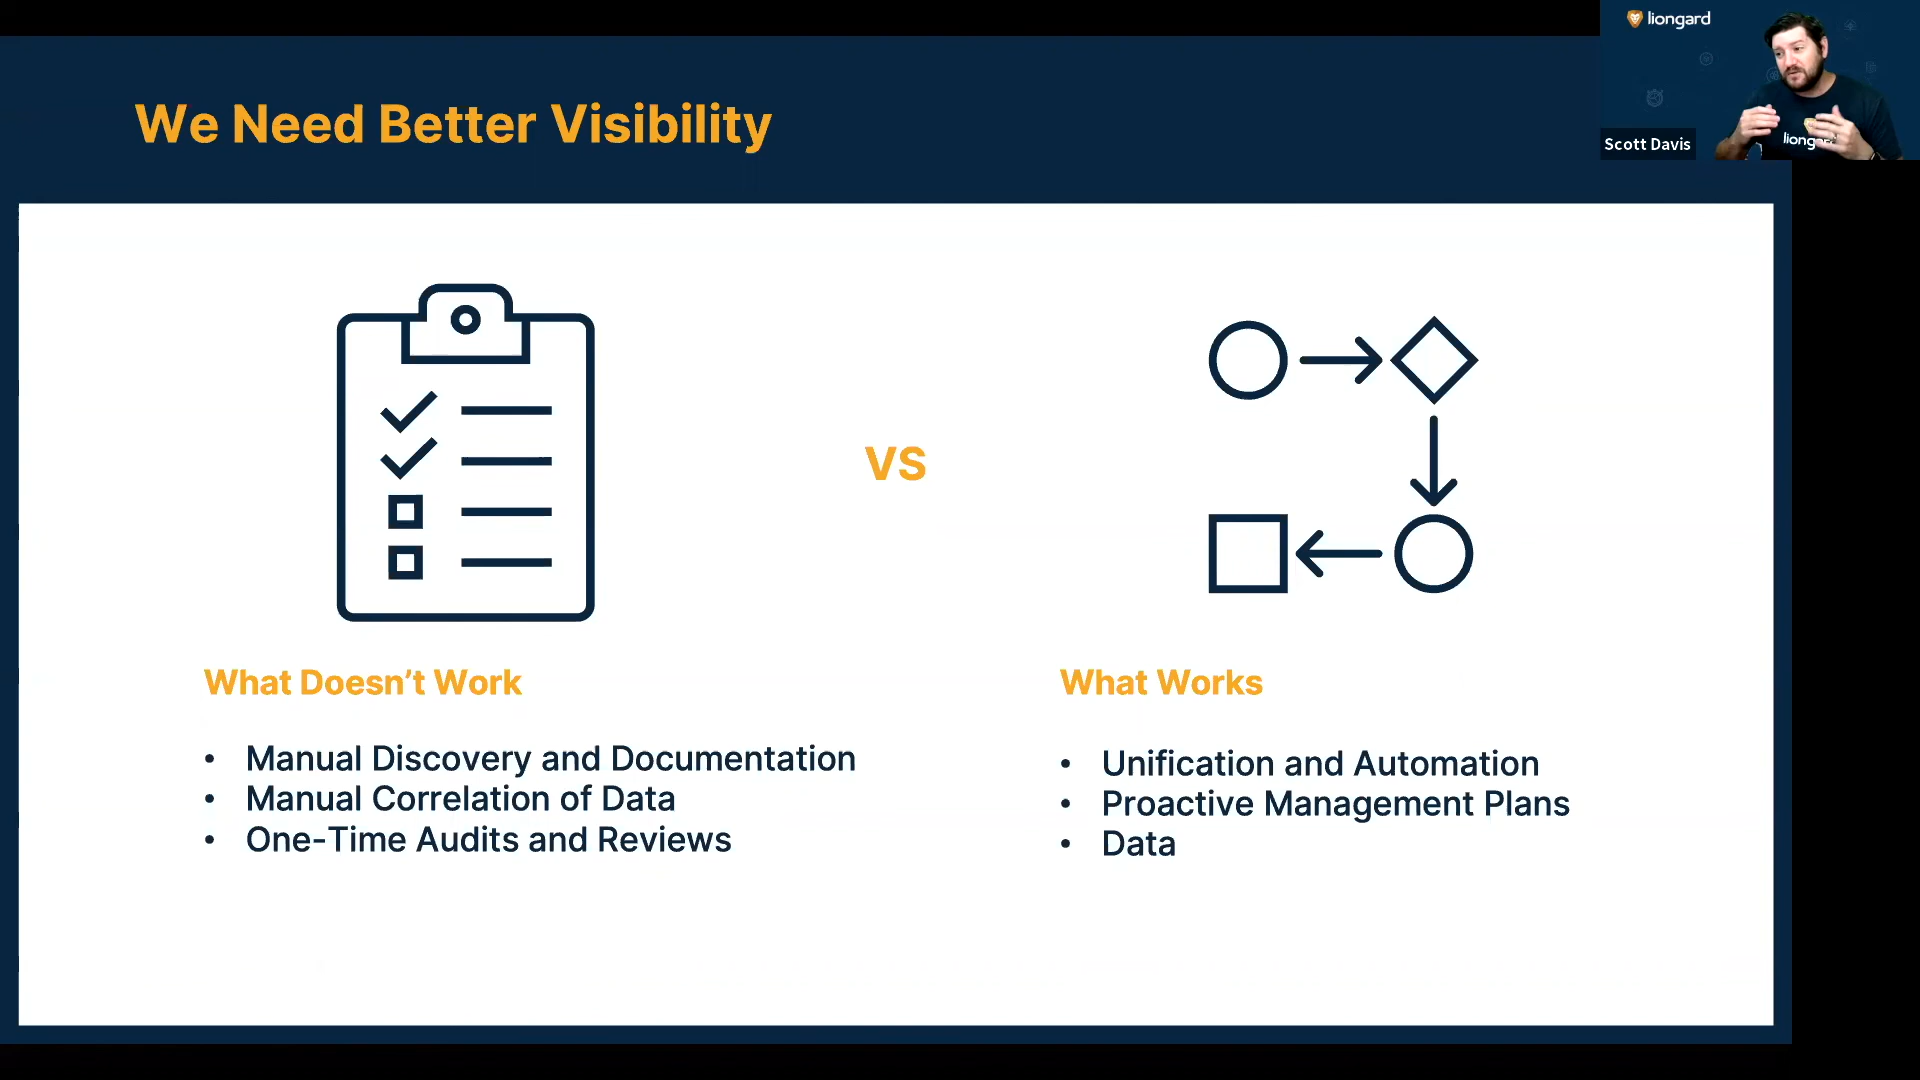 We Need Better Visibility
liongard
Scott Davis
VS
What Doesn’t Work
• Manual Discovery and Documentation
• Manual Correlation of Data
• One-Time Audits and Reviews
What Works
• Unification and Automation
• Proactive Management Plans
• Data